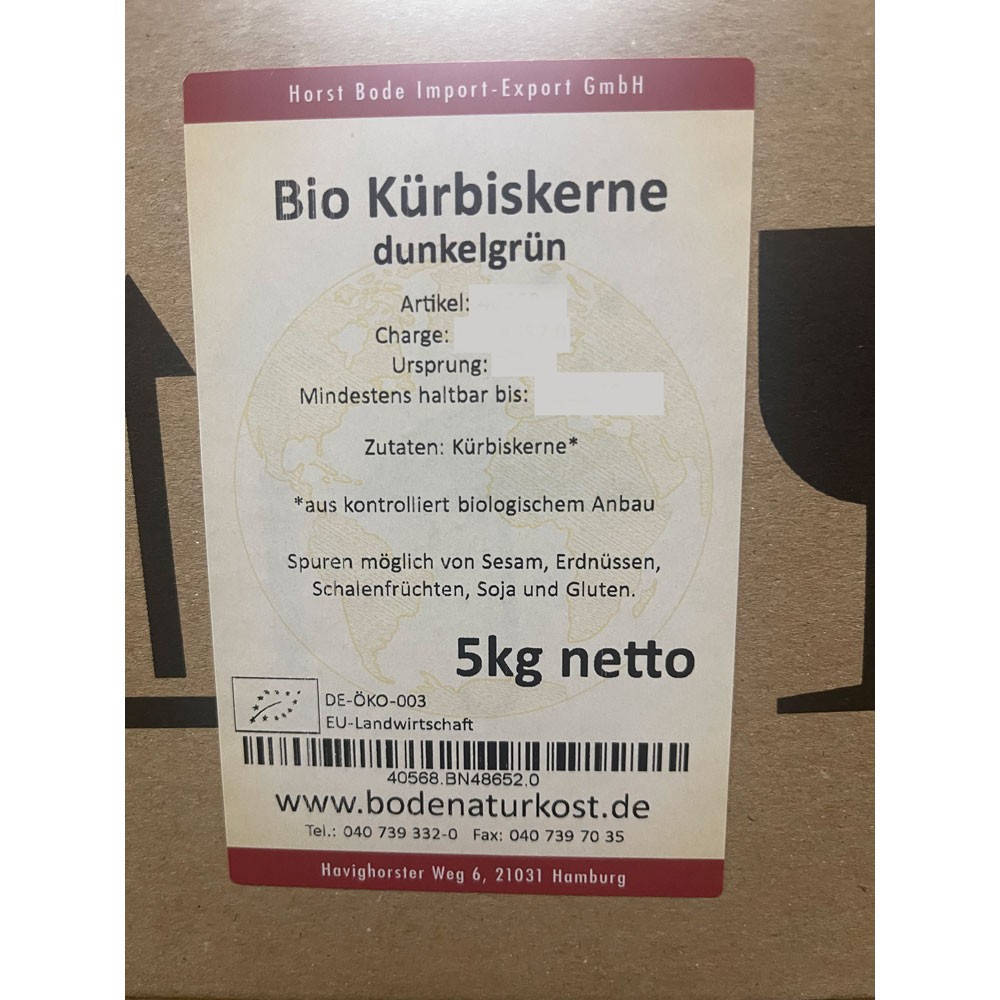 Horst Bode Import-Export GmbH
Bio Kürbiskerne
dunkelgrün
Artikel:
Charge:
Ursprung:
Mindestens haltbar bis:
Zutaten: Kürbiskerne*
*aus kontrolliert biologischem Anbau
Spuren möglich von Sesam, Erdnüssen,
Schalenfrüchten, Soja und Gluten.
5kg netto
DE-ÖKO-003
EU-Landwirtschaft
40568.BN48652.0
www.bodenaturkost.de
Tel.: 040 739 332-0 Fax: 040 739 70 35
Havighorster Weg 6, 21031 Hamburg